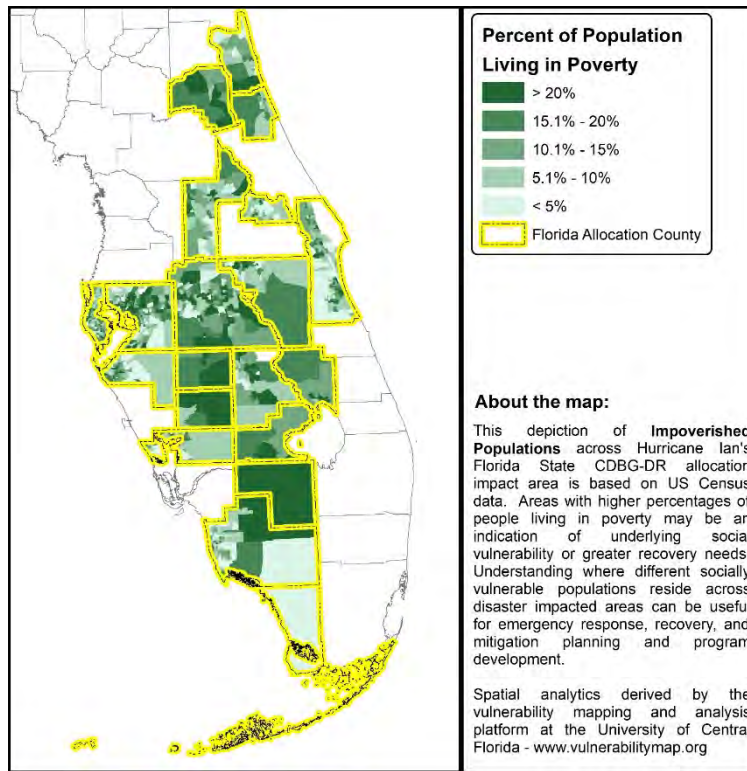 Percent of Population
Living in Poverty
> 20%
15.1% - 20%
10.1% - 15%
5.1% - 10%
< 5%
Florida Allocation County
About the map:
This depiction of Impoverished
Populations across Hurricane Ian's
Florida State CDBG-DR allocation
impact area is based on US Census
data. Areas with higher percentages of
people living in poverty may be an
indication of underlying social
vulnerability or greater recovery needs
Understanding where different socially
vulnerable populations reside across
disaster impacted areas can be useful
for emergency response, recovery, and
mitigation planning and program
development.
Spatial analytics derived by the
vulnerability mapping and analysis
platform at the University of Central
Florida - www.vulnerabilitymap.org